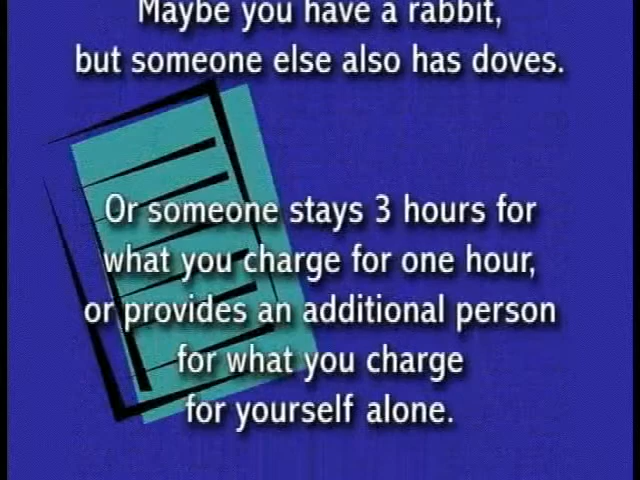 Maybe you have a rabbit,
but someone else also has doves.
Or someone stays 3 hours for
what you charge for one hour,
or provides an additional person
for what you charge
for yourself alone.